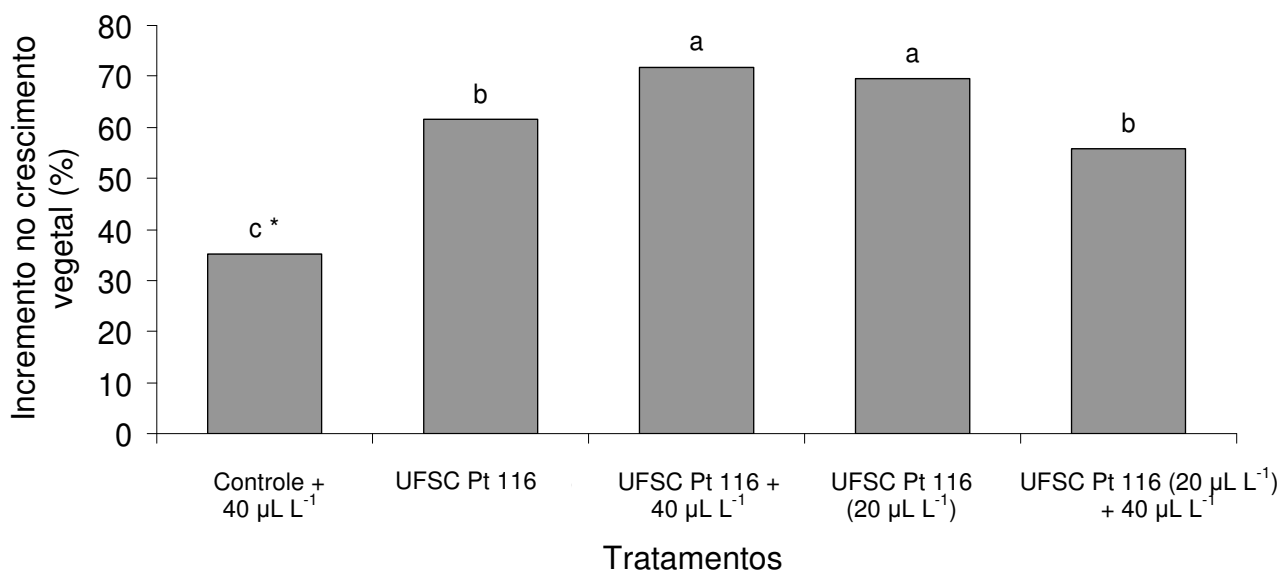 Incremento no crescimento
vegetal (%)
80
70
60
50
40
30
20
10
0
c *
b
a
a
b
Controle +
40 µL L⁻¹
UFSC Pt 116
UFSC Pt 116 +
40 µL L⁻¹
UFSC Pt 116
(20 µL L⁻¹)
UFSC Pt 116 (20 µL L⁻¹)
+ 40 µL L⁻¹
Tratamentos